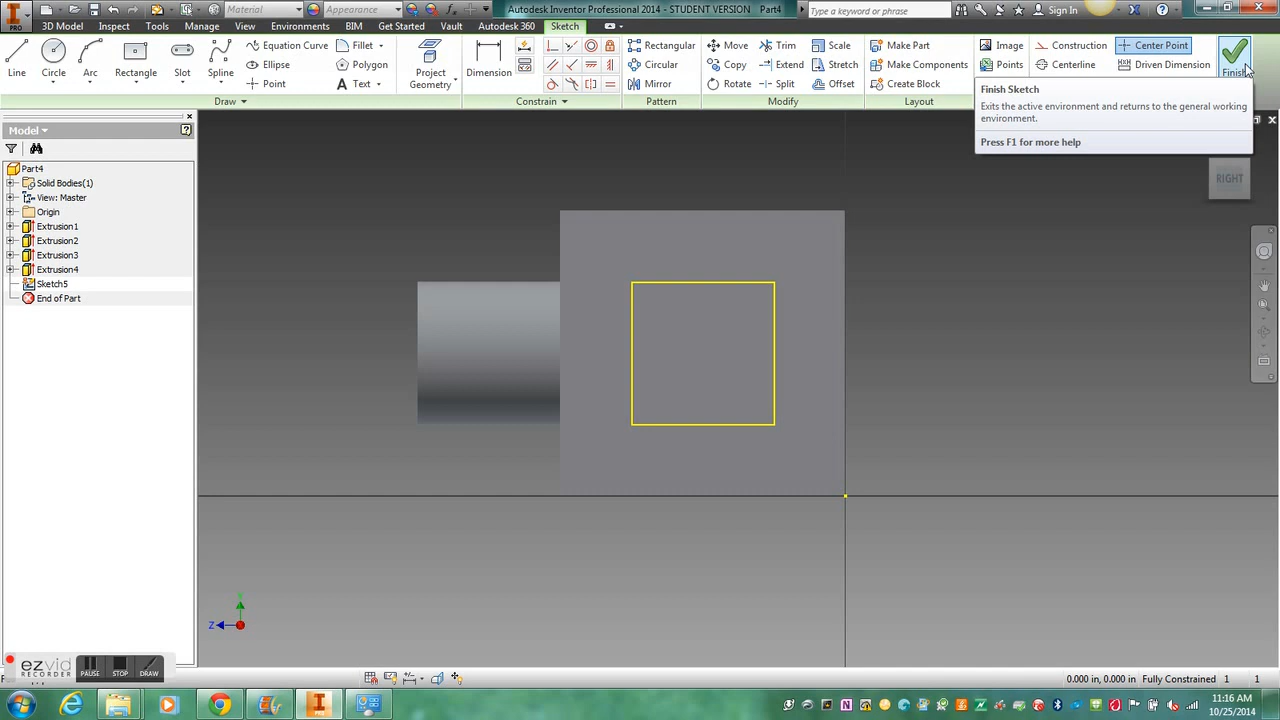 PRO
Material
Appearance
Autodesk Inventor Professional 2014 - STUDENT VERSION Part4
Type a keyword or phrase
Sign In
3D Model Inspect Tools Manage View Environments BIM Get Started Vault Autodesk 360 Sketch
Line
Circle
Arc
Rectangle
Slot
Spline
Equation Curve
Ellipse
Point
Fillet
Polygon
Text
Project
Geometry
Dimension
Rectangular
Circular
Mirror
Move
Copy
Rotate
Trim
Extend
Split
Scale
Stretch
Offset
Make Part
Make Components
Create Block
Image
Points
Construction
Centerline
Center Point
Driven Dimension
Finish
Draw
Constrain
Pattern
Modify
Layout
Finish Sketch
Exits the active environment and returns to the general working
environment.
Press F1 for more help
RIGHT
Model
Part4
Solid Bodies(1)
View: Master
Origin
Extrusion1
Extrusion2
Extrusion3
Extrusion4
Sketch5
End of Part
Z
ezvid
RECORDER
PAUSE STOP DRAW
0.000 in, 0.000 in Fully Constrained 1 1
11:16 AM
10/25/2014